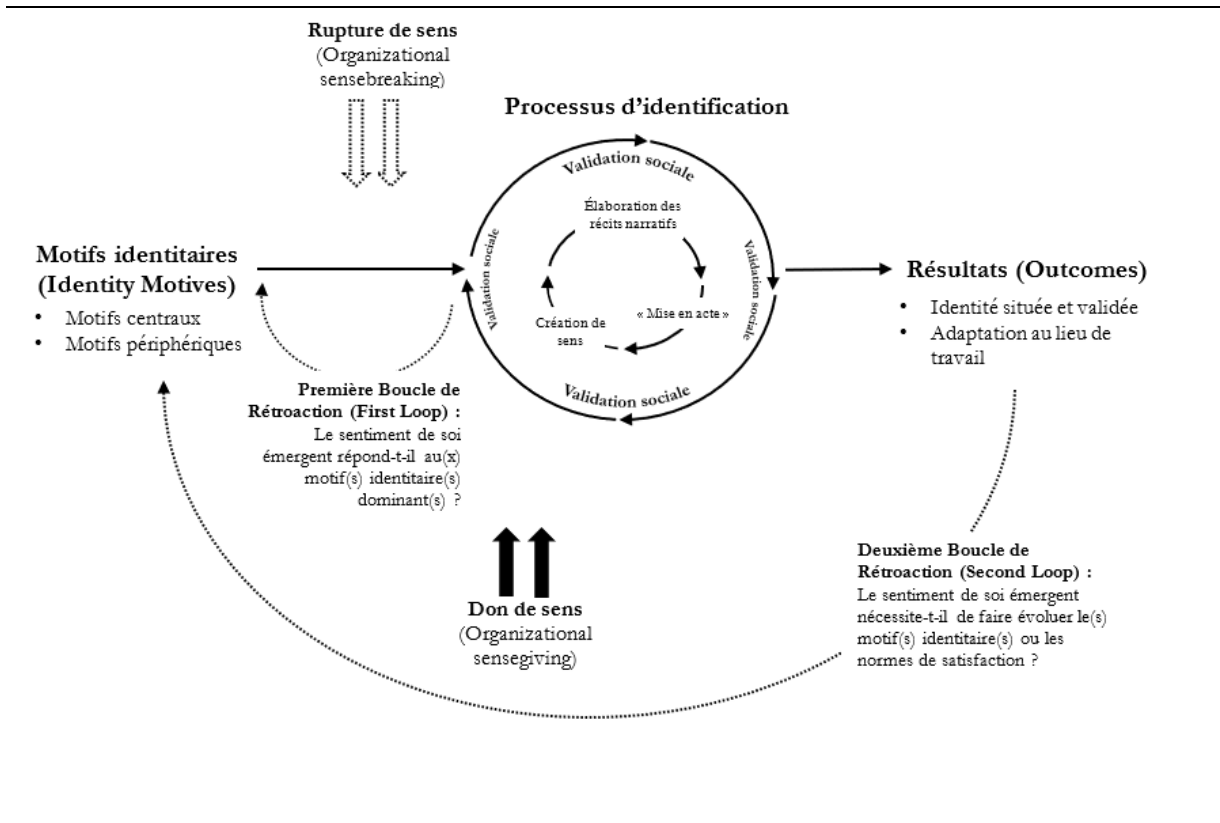 Rupture de sens
(Organizational
sensebreaking)
Processus d’identification
Validation sociale
Élaboration des
récits narratifs
Validation sociale
Validation sociale
Motifs identitaires
(Identity Motives)
• Motifs centraux
• Motifs périphériques
« Mise en acte »
Création de
sens
Validation sociale
Résultats (Outcomes)
• Identité située et validée
• Adaptation au lieu de
travail
Première Boucle de
Rétroaction (First Loop) :
Le sentiment de soi
émergent répond-t-il au(x)
motif(s) identitaire(s)
dominant(s) ?
Don de sens
(Organizational
sensegiving)
Deuxième Boucle de
Rétroaction (Second Loop) :
Le sentiment de soi émergent
nécessite-t-il de faire évoluer le(s)
motif(s) identitaire(s) ou les
normes de satisfaction ?